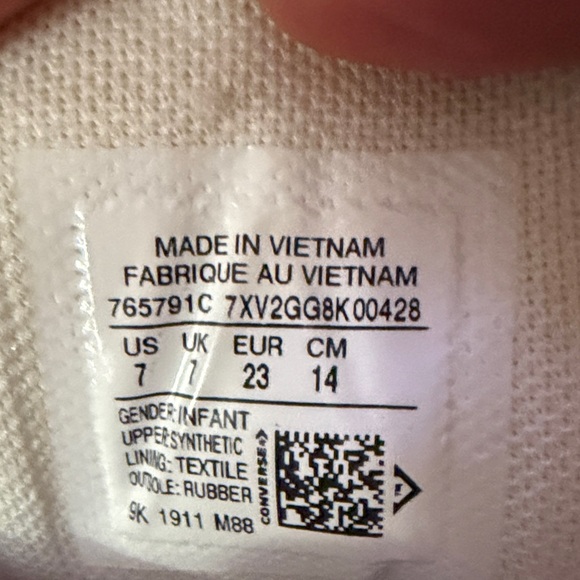 MADE IN VIETNAM
FABRIQUE AU VIETNAM
765791C 7XV2GG8K00428
US UK EUR CM
7 7 23 14
GENDER: INFANT
UPPER: SYNTHETIC
LINING: TEXTILE
OUTSOLE: RUBBER
9K 1911 M88
CONVERSE